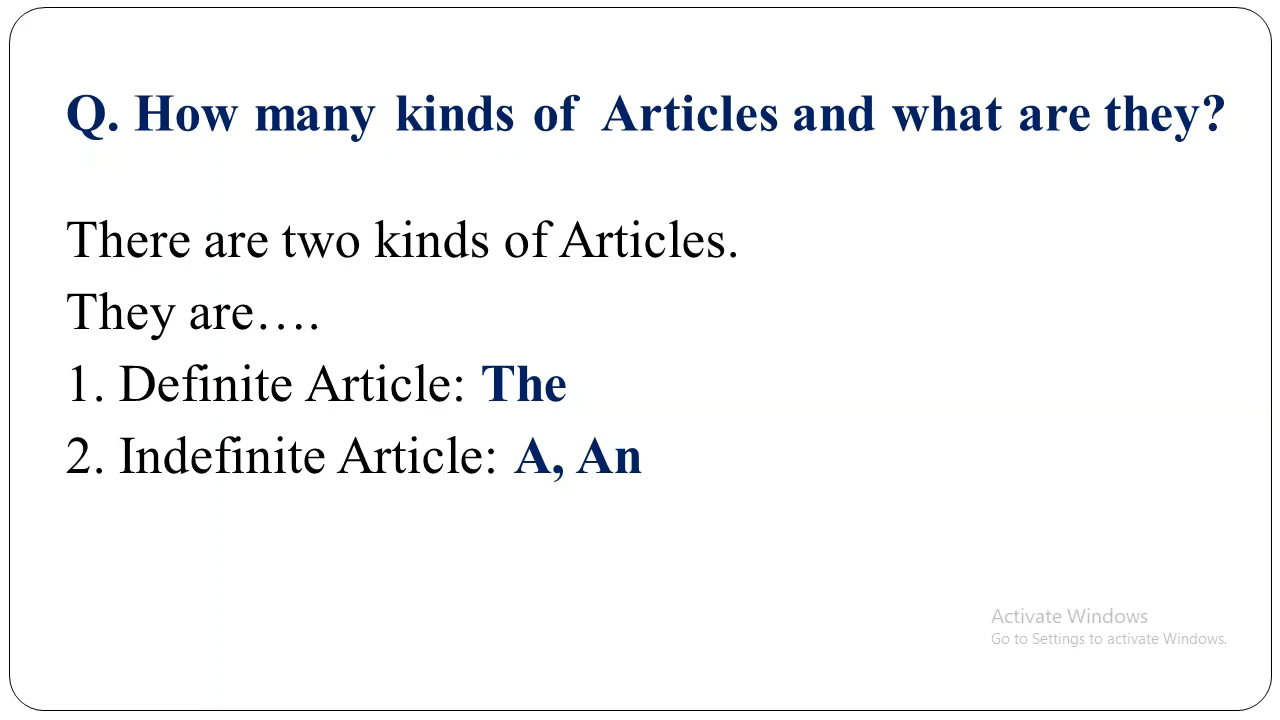 Q. How many kinds of Articles and what are they?
There are two kinds of Articles.
They are….
1. Definite Article: The
2. Indefinite Article: A, An
Activate Windows
Go to Settings to activate Windows.